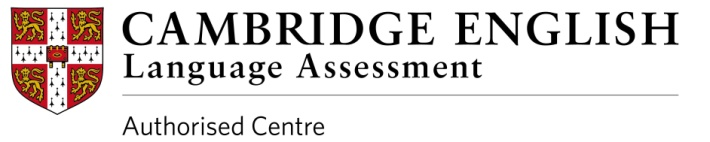 CAMBRIDGE ENGLISH
Language Assessment
Authorised Centre